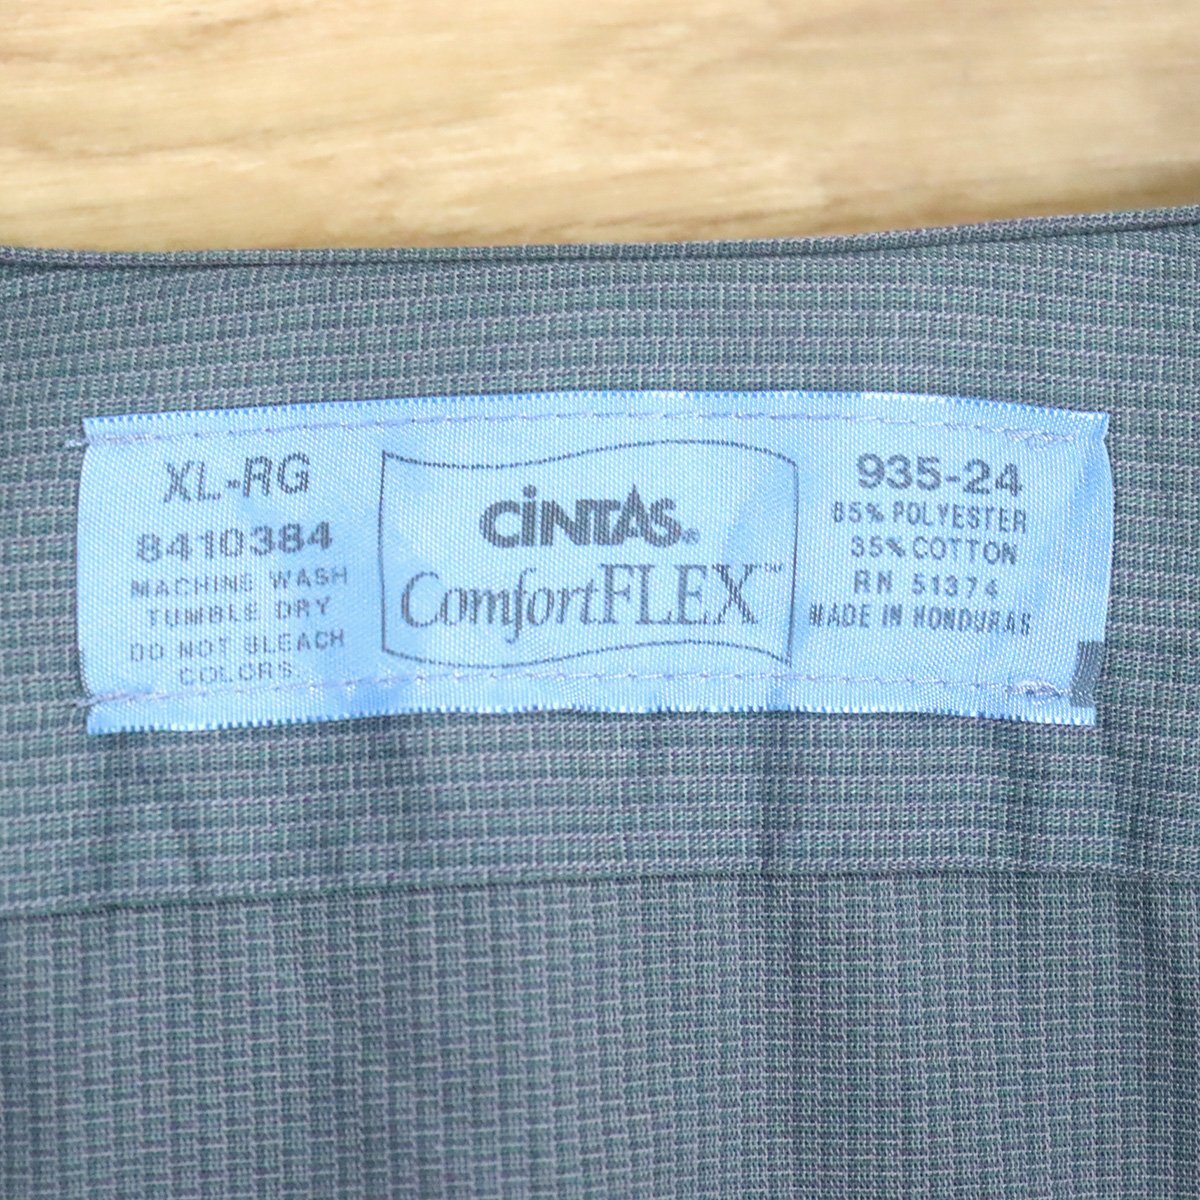 XL-RG
8410384
MACHINE WASH
TUMBLE DRY
DO NOT BLEACH
COLORS.
CiNTAS®
ComfortFLEX™
935-24
65% POLYESTER
35% COTTON
RN 51374
MADE IN HONDURAS